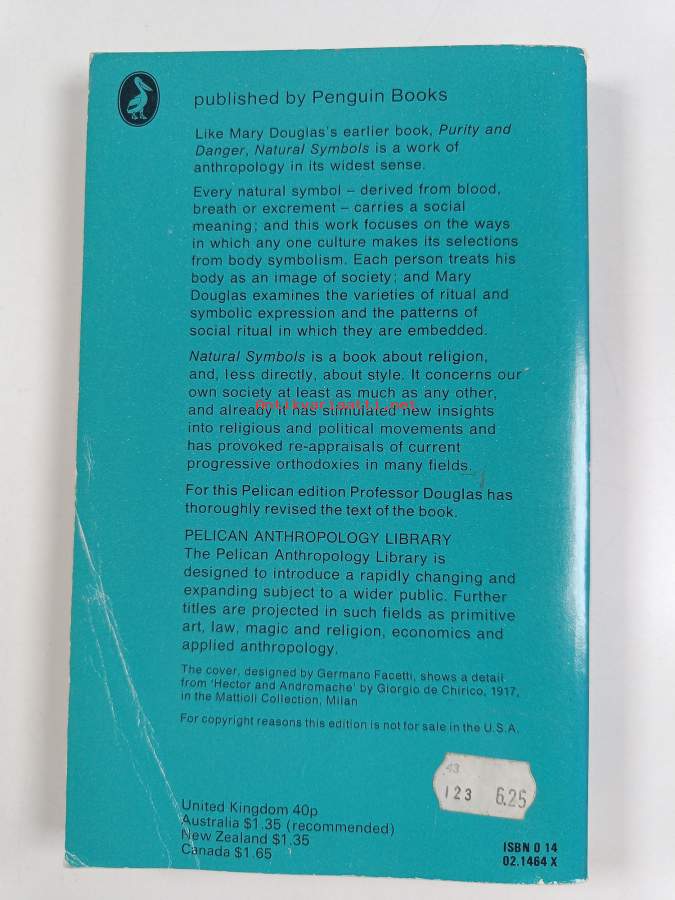 published by Penguin Books
Like Mary Douglas's earlier book, Purity and
Danger, Natural Symbols is a work of
anthropology in its widest sense.
Every natural symbol – derived from blood,
breath or excrement – carries a social
meaning; and this work focuses on the ways
in which any one culture makes its selections
from body symbolism. Each person treats his
body as an image of society; and Mary
Douglas examines the varieties of ritual and
symbolic expression and the patterns of
social ritual in which they are embedded.
Natural Symbols is a book about religion,
and, less directly, about style. It concerns our
own society at least as much as any other,
Antikvariaatti.net
and already it has stimulated new insights
into religious and political movements and
has provoked re-appraisals of current
progressive orthodoxies in many fields.
For this Pelican edition Professor Douglas has
thoroughly revised the text of the book.
PELICAN ANTHROPOLOGY LIBRARY
The Pelican Anthropology Library is
designed to introduce a rapidly changing and
expanding subject to a wider public. Further
titles are projected in such fields as primitive
art, law, magic and religion, economics and
applied anthropology.
The cover, designed by Germano Facetti, shows a detail
from 'Hector and Andromache' by Giorgio de Chirico, 1917,
in the Mattioli Collection, Milan
For copyright reasons this edition is not for sale in the U.S.A.
43
123 6.25
United Kingdom 40p
Australia $1.35 (recommended)
New Zealand $1.35
Canada $1.65
ISBN 0 14
02.1464 X